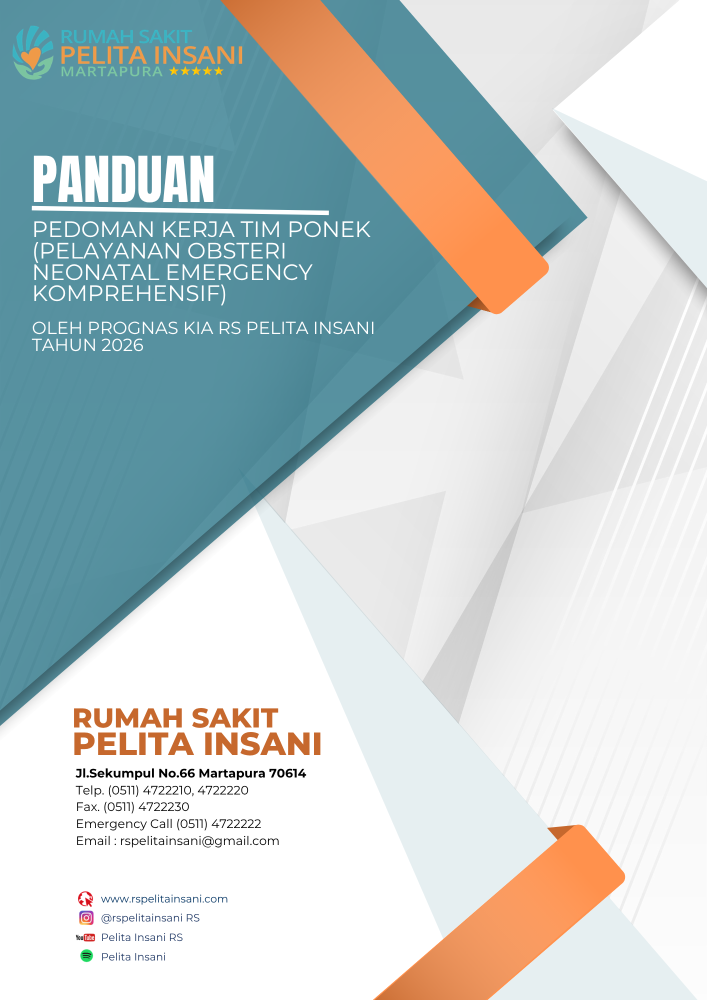 RUMAH SAKIT
PELITA INSANI
MARTAPURA ★★★★★
PANDUAN
PEDOMAN KERJA TIM PONEK
(PELAYANAN OBSTERI
NEONATAL EMERGENCY
KOMPREHENSIF)
OLEH PROGNAS KIA RS PELITA INSANI
TAHUN 2026
RUMAH SAKIT
PELITA INSANI
Jl.Sekumpul No.66 Martapura 70614
Telp. (0511) 4722210, 4722220
Fax. (0511) 4722230
Emergency Call (0511) 4722222
Email : rspelitainsani@gmail.com
www.rspelitainsani.com
@rspelitainsani RS
YouTube Pelita Insani RS
Pelita Insani